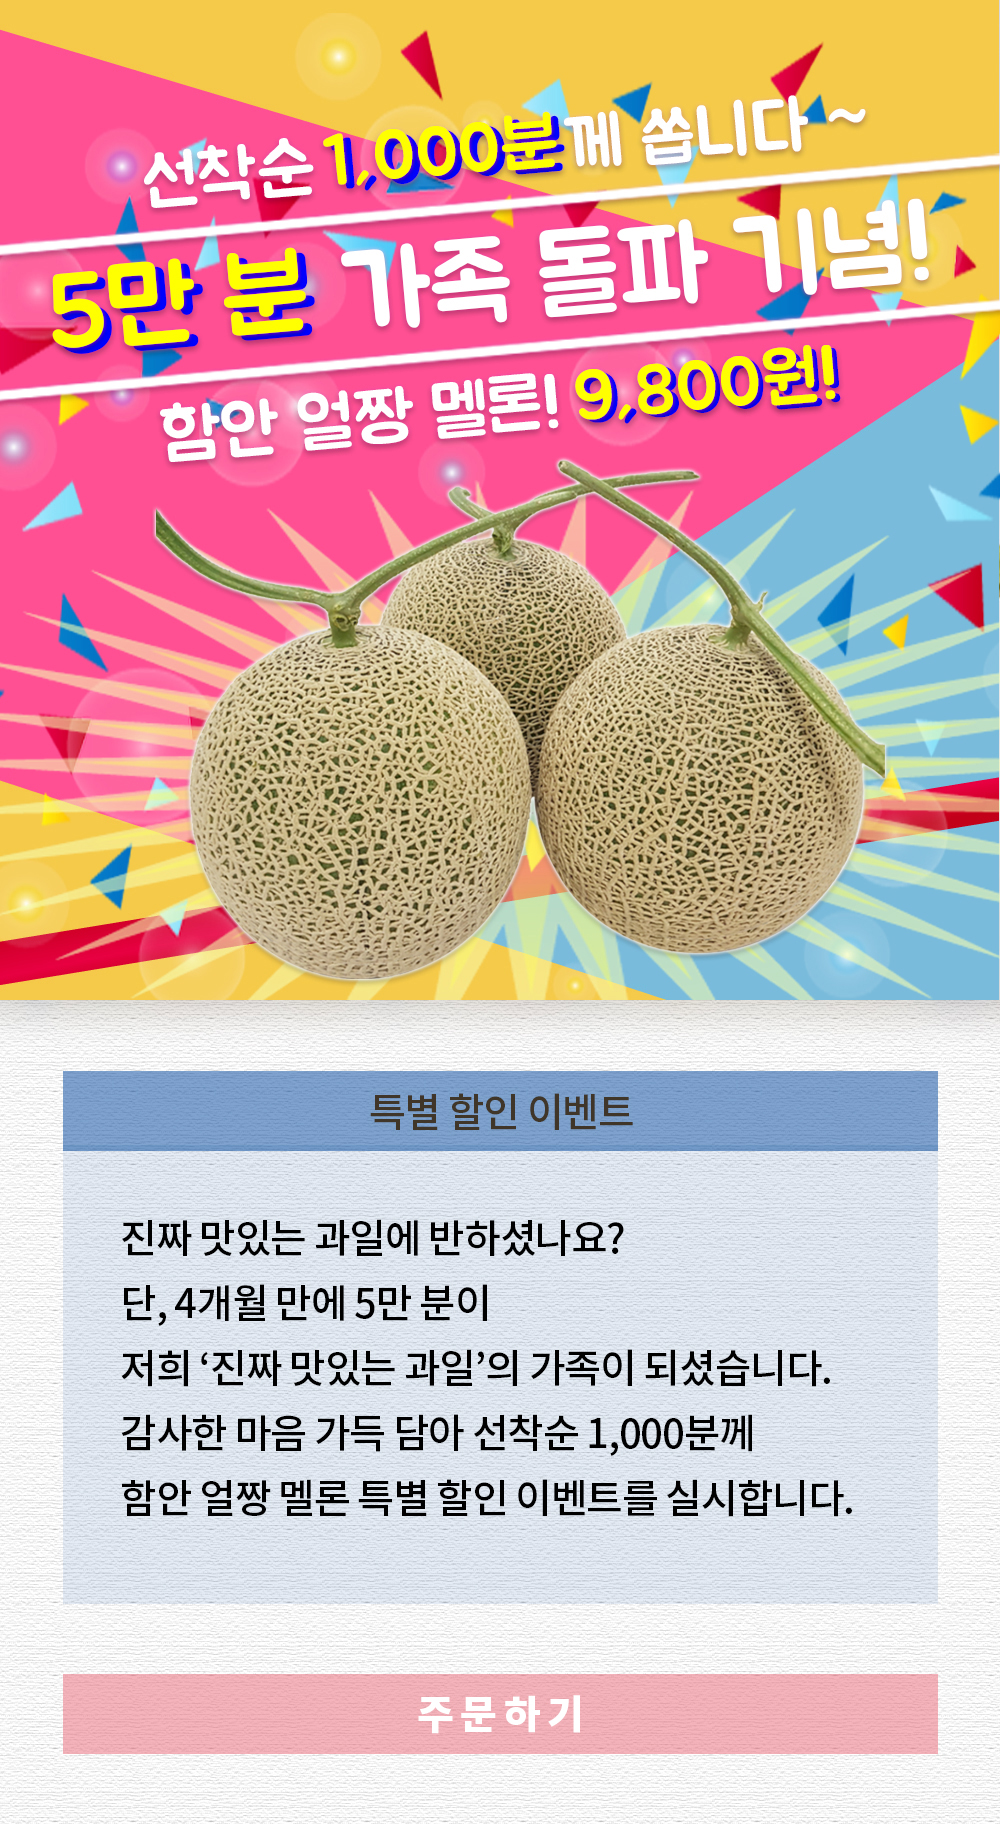 선착순 1,000분께 쏩니다 ~
5만 분 가족 돌파 기념!
함안 얼짱 멜론! 9,800원!
특별 할인 이벤트
진짜 맛있는 과일에 반하셨나요?
단, 4개월 만에 5만 분이
저희 ‘진짜 맛있는 과일’의 가족이 되셨습니다.
감사한 마음 가득 담아 선착순 1,000분께
함안 얼짱 멜론 특별 할인 이벤트를 실시합니다.
주문하기